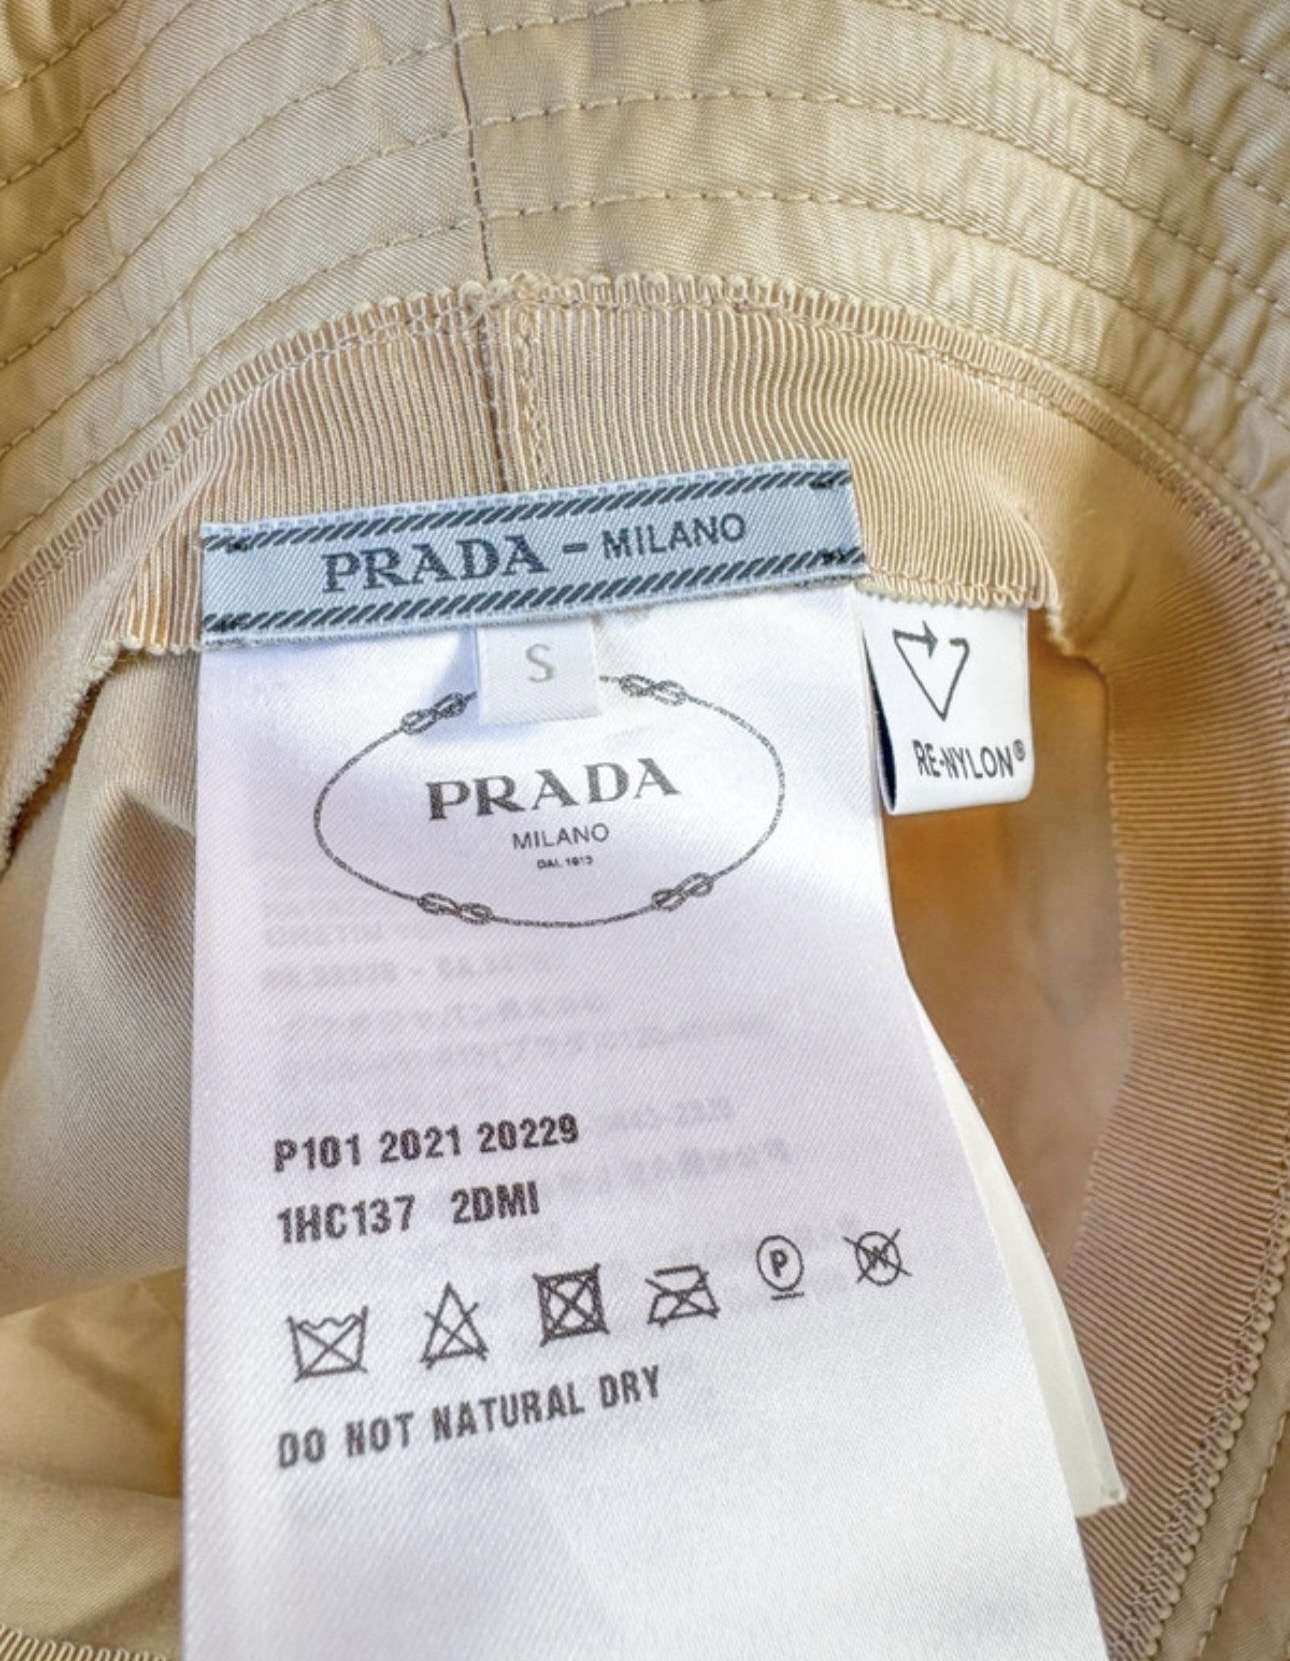 PRADA - MILANO
S
RE-NYLON®
PRADA
MILANO
DAL 1913
P101 2021 20229
1HC137 2DMI
P
W
DO NOT NATURAL DRY